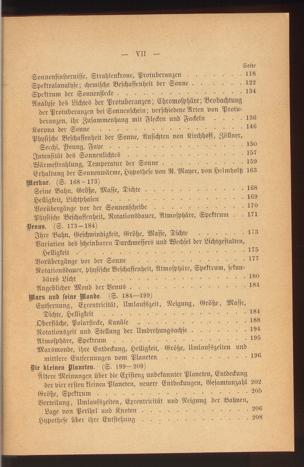 — VII —
Seite
Sonnenfinsternisse, Strahlenkrone, Protuberanzen . . . 118
Spektralanalyse; chemische Beschaffenheit der Sonne . . . 122
Spektrum der Sonnenflecke . . . 134
Analyse des Lichtes der Protuberanzen; Chromosphäre; Beobachtung
der Protuberanzen bei Sonnenschein; verschiedene Arten von Protuberanzen, ihr Zusammenhang mit Flecken und Fackeln . . . 136
Korona der Sonne . . . 146
Physische Beschaffenheit der Sonne, Ansichten von Kirchhoff, Zöllner,
Secchi, Young, Faye . . . 147
Intensität des Sonnenlichtes . . . 157
Wärmestrahlung, Temperatur der Sonne . . . 159
Erhaltung der Sonnenwärme, Hypothese von R. Mayer, von Helmholtz 163
Merkur. (S. 168–173)
Seine Bahn, Größe, Masse, Dichte . . . 168
Helligkeit, Lichtphasen . . . 169
Vorübergänge vor der Sonnenscheibe . . . 170
Physische Beschaffenheit, Rotationsdauer, Atmosphäre, Spektrum . . . 171
Venus. (S. 173–184)
Ihre Bahn, Geschwindigkeit, Größe, Masse, Dichte . . . 173
Variation des scheinbaren Durchmessers und Wechsel der Lichtgestalten,
Helligkeit . . . 175
Vorübergänge vor der Sonne . . . 177
Rotationsdauer, physische Beschaffenheit, Atmosphäre, Spektrum, sekundäres Licht . . . 180
Angeblicher Mond der Venus . . . 184
Mars und seine Monde. (S. 184–199)
Entfernung, Exzentrizität, Umlaufszeit, Neigung, Größe, Masse,
Dichte, Helligkeit . . . 184
Oberfläche, Polarflecke, Kanäle . . . 188
Rotationszeit und Stellung der Umdrehungsachse . . . 194
Atmosphäre, Spektrum . . . 195
Marsmonde, ihre Entdeckung, Helligkeit, Größe, Umlaufszeiten und
mittlere Entfernungen vom Planeten . . . 196
Die kleinen Planeten. (S. 199–209)
Ältere Meinungen über die Existenz unbekannter Planeten, Entdeckung
der vier ersten kleinen Planeten, neuere Entdeckungen, Gesamtanzahl 202
Größe, Spektrum . . . 205
Verteilung, Umlaufszeiten, Exzentrizität und Neigung der Bahnen,
Lage von Perihel und Knoten . . . 206
Hypothese über ihre Entstehung . . . 208